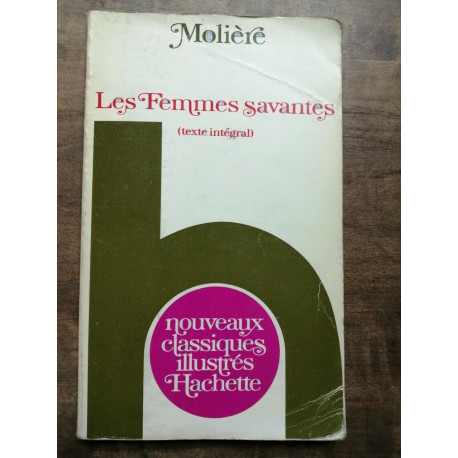 Molière
Les Femmes savantes
(texte intégral)
h
nouveaux
classiques
illustrés
Hachette